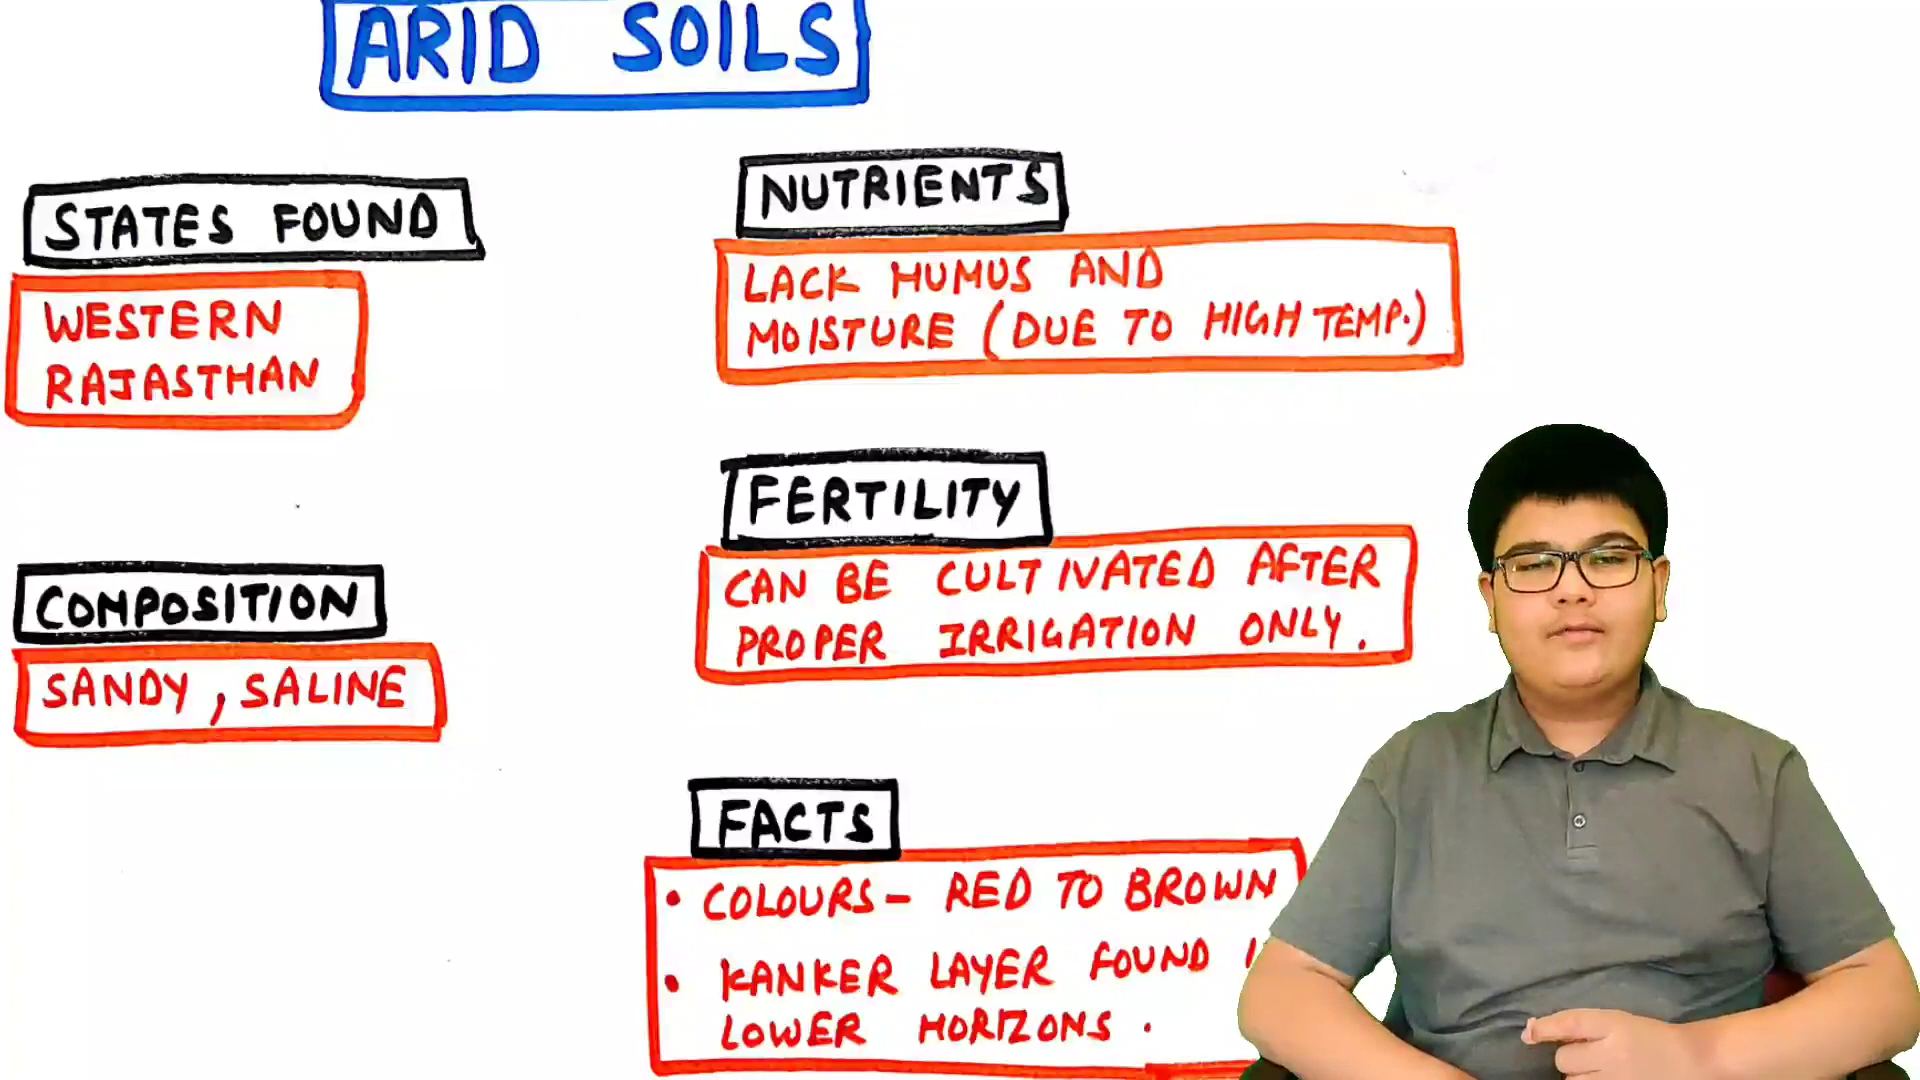 ARID SOILS
STATES FOUND
WESTERN
RAJASTHAN
COMPOSITION
SANDY, SALINE
NUTRIENTS
LACK HUMUS AND
MOISTURE (DUE TO HIGH TEMP.)
FERTILITY
CAN BE CULTIVATED AFTER
PROPER IRRIGATION ONLY.
FACTS
• COLOURS - RED TO BROWN
• KANKER LAYER FOUND
LOWER HORIZONS.